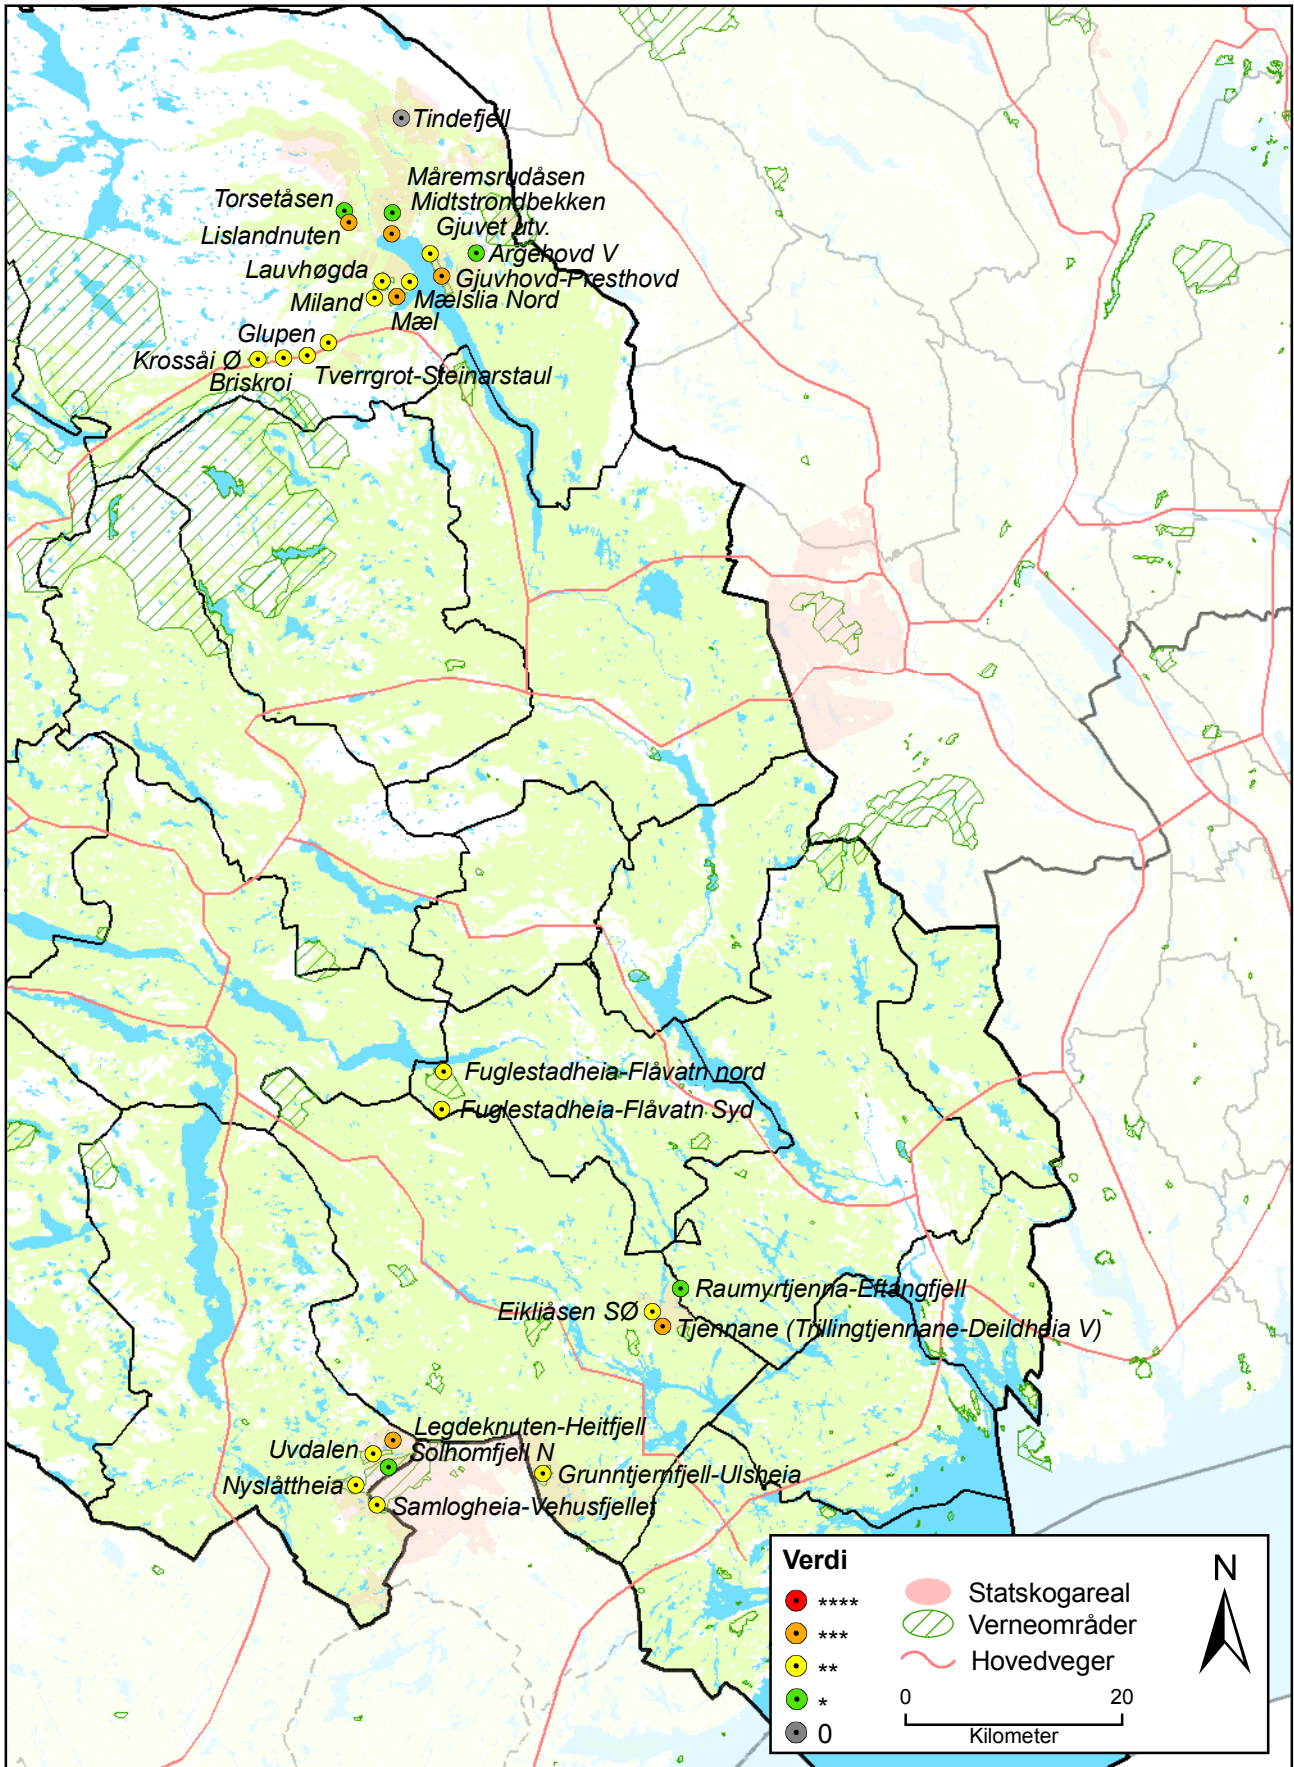 Tindefjell
Måremsrudåsen
Torsetåsen
Midtstrondbekken
Lislandnuten
Gjuvet utv.
Argehovd V
Lauvhøgda
Gjuvhovd-Presthovd
Miland
Mælslia Nord
Mæl
Glupen
Krossåi Ø
Tverrgrot-Steinarstaul
Briskroi
Fuglestadheia-Flåvatn nord
Fuglestadheia-Flåvatn Syd
Raumyrtjenna-Eftangfjell
Eikliåsen SØ
Tjennane (Trillingtjennane-Deildheia V)
Legdeknuten-Heitfjell
Uvdalen
Solhomfjell N
Grunntjernfjell-Ulsheia
Nyslåttheia
Samlogheia-Vehusfjellet
Verdi
****
***
**
*
0
Statskogareal
Verneområder
Hovedveger
0 20
Kilometer
N